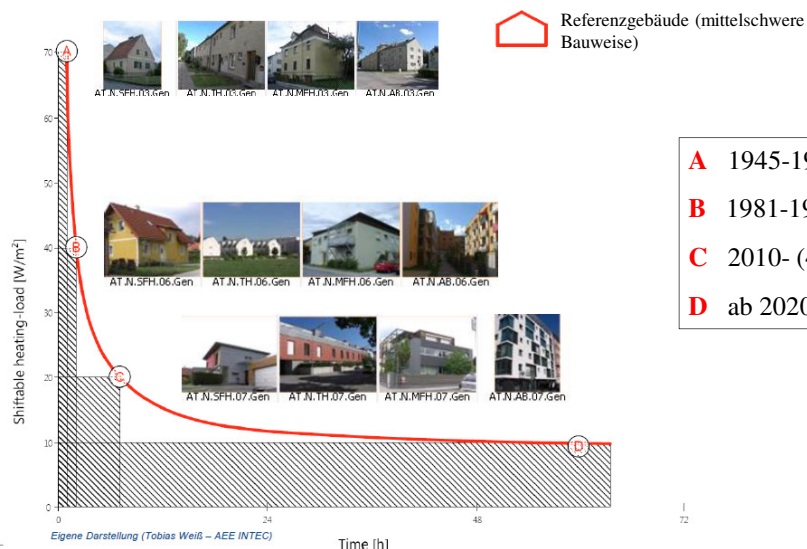 Referenzgebäude (mittelschwere
Bauweise)
70
60
50
40
30
20
10
0
Shiftable heating-load [W/m²]
A
B
C
D
AT.N.SFH.03.Gen
AT.N.TH.03.Gen
AT.N.MFH.03.Gen
AT.N.AB.03.Gen
AT.N.SFH.06.Gen
AT.N.TH.06.Gen
AT.N.MFH.06.Gen
AT.N.AB.06.Gen
AT.N.SFH.07.Gen
AT.N.TH.07.Gen
AT.N.MFH.07.Gen
AT.N.AB.07.Gen
0
24
48
72
Eigene Darstellung (Tobias Weiß – AEE INTEC)
Time [h]
A 1945-19
B 1981-19
C 2010- (
D ab 2020